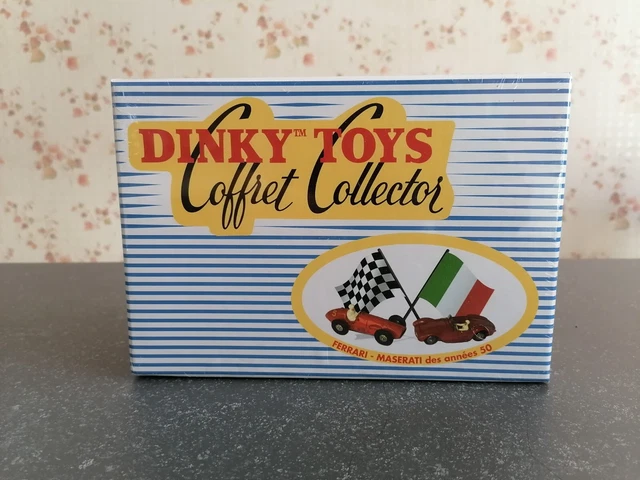 DINKY™ TOYS
Coffret Collector
FERRARI - MASERATI des années 50